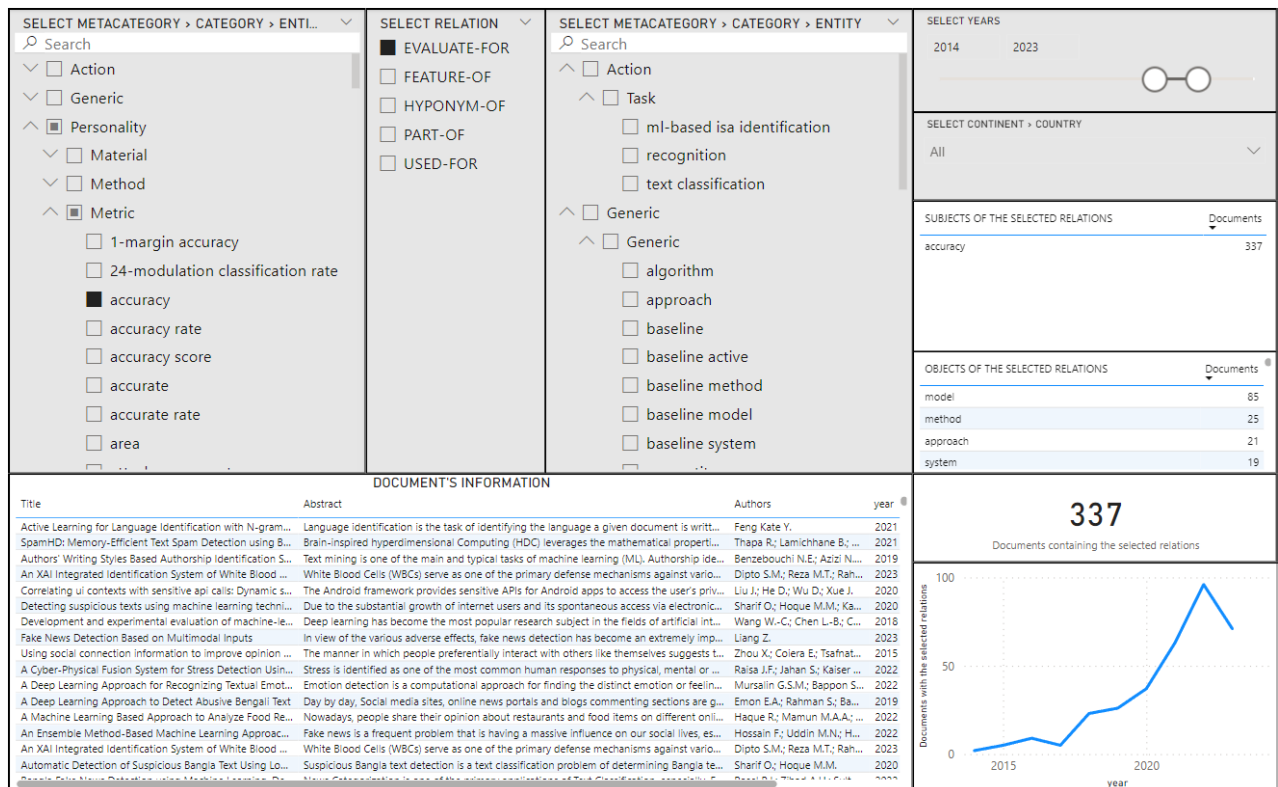 SELECT METACATEGORY › CATEGORY › ENTI...
Search
Action
Generic
Personality
Material
Method
Metric
1-margin accuracy
24-modulation classification rate
accuracy
accuracy rate
accuracy score
accurate
accurate rate
area
SELECT RELATION
EVALUATE-FOR
FEATURE-OF
HYPONYM-OF
PART-OF
USED-FOR
SELECT METACATEGORY › CATEGORY › ENTITY
Search
Action
Task
ml-based isa identification
recognition
text classification
Generic
Generic
algorithm
approach
baseline
baseline active
baseline method
baseline model
baseline system
SELECT YEARS
2014 2023
SELECT CONTINENT › COUNTRY
All
SUBJECTS OF THE SELECTED RELATIONS Documents
accuracy 337
OBJECTS OF THE SELECTED RELATIONS Documents
model 85
method 25
approach 21
system 19
DOCUMENT'S INFORMATION
Title Abstract Authors year
Active Learning for Language Identification with N-gram... Language identification is the task of identifying the language a given document is writt... Feng Kate Y. 2021
SpamHD: Memory-Efficient Text Spam Detection using B... Brain-inspired hyperdimensional Computing (HDC) leverages the mathematical properti... Thapa R.; Lamichhane B.; ... 2021
Authors' Writing Styles Based Authorship Identification S... Text mining is one of the main and typical tasks of machine learning (ML). Authorship ide... Benzebouchi N.E.; Azizi N.... 2019
An XAI Integrated Identification System of White Blood ... White Blood Cells (WBCs) serve as one of the primary defense mechanisms against vario... Dipto S.M.; Reza M.T.; Rah... 2023
Correlating ui contexts with sensitive api calls: Dynamic s... The Android framework provides sensitive APIs for Android apps to access the user's priv... Liu J.; He D.; Wu D.; Xue J. 2020
Detecting suspicious texts using machine learning techni... Due to the substantial growth of internet users and its spontaneous access via electronic... Sharif O.; Hoque M.M.; Ka... 2020
Development and experimental evaluation of machine-le... Deep learning has become the most popular research subject in the fields of artificial int... Wang W.-C.; Chen L.-B.; C... 2018
Fake News Detection Based on Multimodal Inputs In view of the various adverse effects, fake news detection has become an extremely imp... Liang Z. 2023
Using social connection information to improve opinion ... The manner in which people preferentially interact with others like themselves suggests t... Zhou X.; Coiera E.; Tsafnat... 2015
A Cyber-Physical Fusion System for Stress Detection Usin... Stress is identified as one of the most common human responses to physical, mental or ... Raisa J.F.; Jahan S.; Kaiser ... 2022
A Deep Learning Approach for Recognizing Textual Emot... Emotion detection is a computational approach for finding the distinct emotion or feelin... Mursalin G.S.M.; Bappon S... 2022
A Deep Learning Approach to Detect Abusive Bengali Text Day by day, Social media sites, online news portals and blogs commenting sections are g... Emon E.A.; Rahman S.; Ba... 2019
A Machine Learning Based Approach to Analyze Food Re... Nowadays, people share their opinion about restaurants and food items on different onli... Haque R.; Mamun M.A.A.; ... 2022
An Ensemble Method-Based Machine Learning Approac... Fake news is a frequent problem that is having a massive influence on our social lives, es... Hossain F.; Uddin M.N.; H... 2022
An XAI Integrated Identification System of White Blood ... White Blood Cells (WBCs) serve as one of the primary defense mechanisms against vario... Dipto S.M.; Reza M.T.; Rah... 2023
Automatic Detection of Suspicious Bangla Text Using Lo... Suspicious Bangla text detection is a text classification problem of determining Bangla te... Sharif O.; Hoque M.M. 2020
337
Documents containing the selected relations
Documents with the selected relations
100
50
0
2015 2020
year